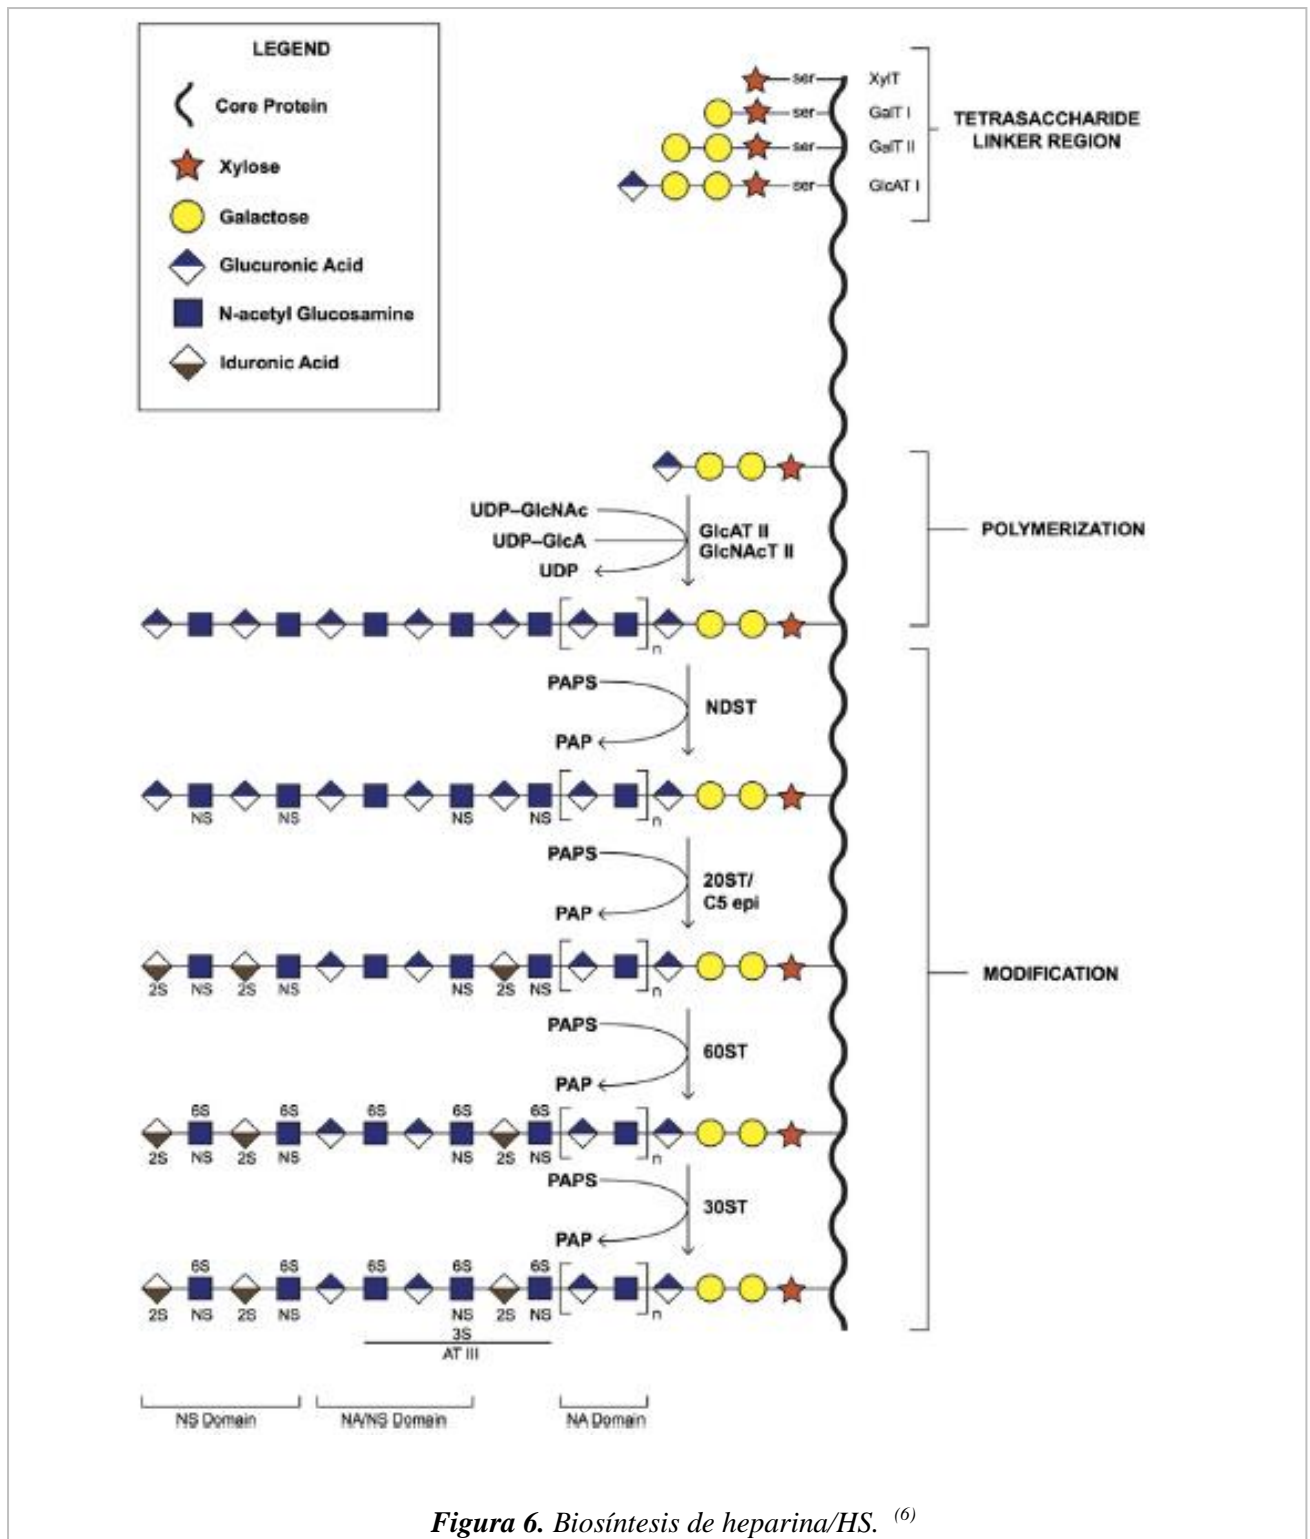 LEGEND
Core Protein
Xylose
Galactose
Glucuronic Acid
N-acetyl Glucosamine
Iduronic Acid
ser XylT
ser GalT I
ser GalT II
ser GlcAT I
TETRASACCHARIDE
LINKER REGION
UDP–GlcNAc
UDP–GlcA
UDP
GlcAT II
GlcNAcT II
POLYMERIZATION
n
PAPS
NDST
PAP
NS NS NS NS n
PAPS
20ST/
C5 epi
PAP
2S NS 2S NS NS 2S NS n
MODIFICATION
PAPS
60ST
PAP
6S 6S 6S 6S 6S
2S NS 2S NS NS 2S NS n
PAPS
30ST
PAP
6S 6S 6S 6S 6S
2S NS 2S NS NS 2S NS n
3S
AT III
NS Domain NA/NS Domain NA Domain
Figura 6. Biosíntesis de heparina/HS. (6)